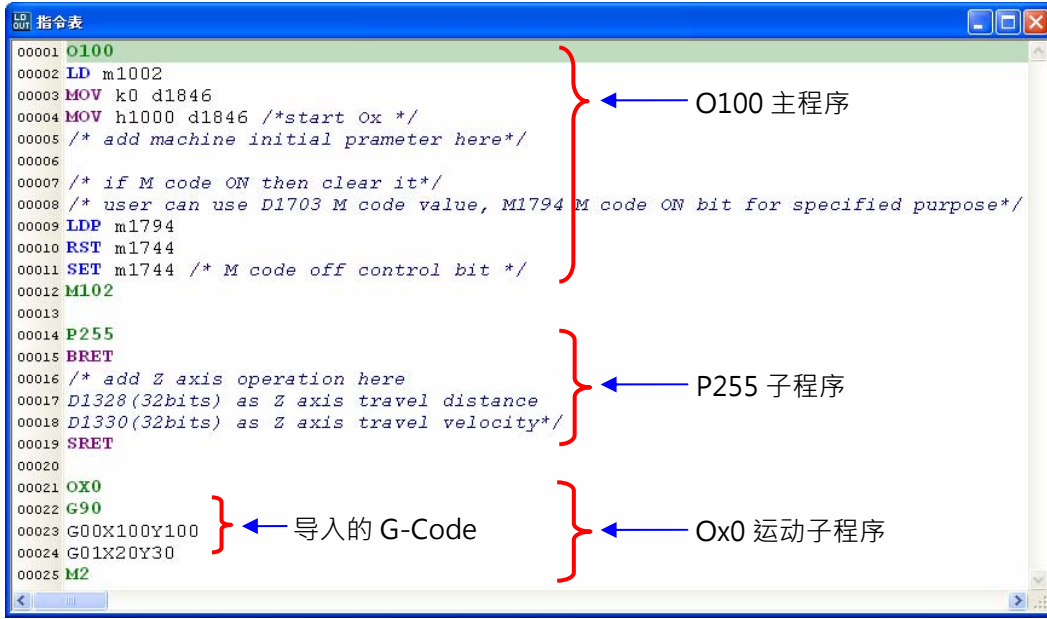 LD OUT 指令表
00001 O100
00002 LD m1002
00003 MOV k0 d1846
00004 MOV h1000 d1846 /*start Ox */
00005 /* add machine initial prameter here*/
00006
00007 /* if M code ON then clear it*/
00008 /* user can use D1703 M code value, M1794 M code ON bit for specified purpose*/
00009 LDP m1794
00010 RST m1744
00011 SET m1744 /* M code off control bit */
00012 M102
00013
00014 P255
00015 BRET
00016 /* add Z axis operation here
00017 D1328(32bits) as Z axis travel distance
00018 D1330(32bits) as Z axis travel velocity*/
00019 SRET
00020
00021 OX0
00022 G90
00023 G00X100Y100
00024 G01X20Y30
00025 M2
O100 主程序
P255 子程序
导入的 G-Code
Ox0 运动子程序